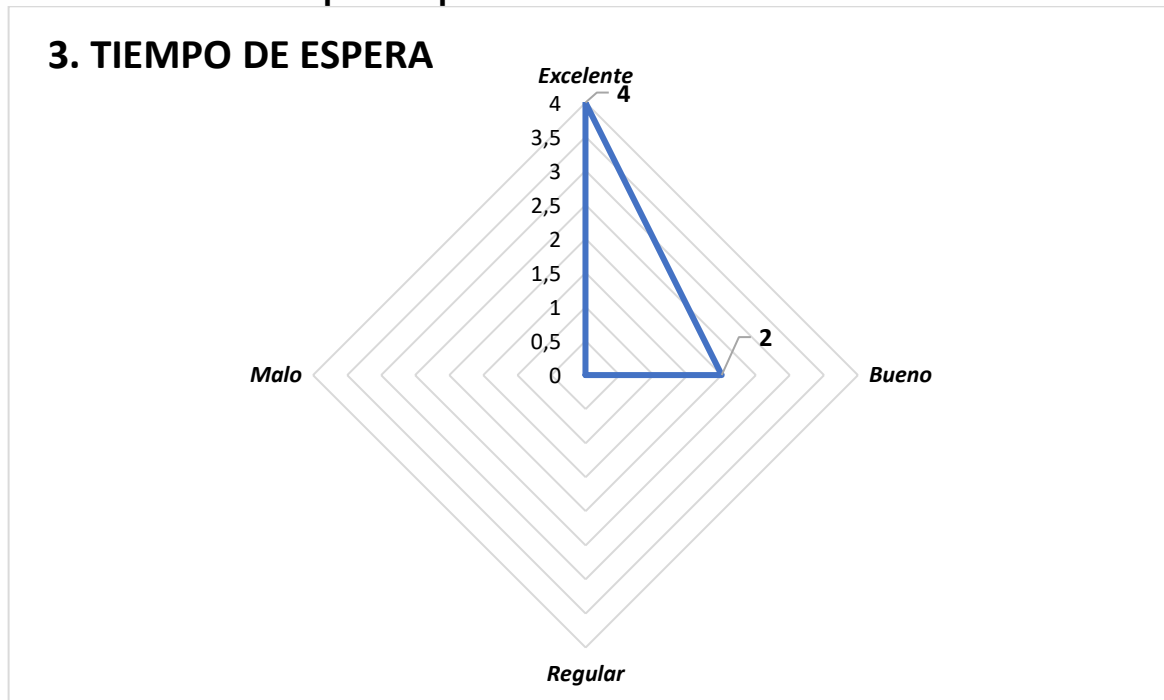 3. TIEMPO DE ESPERA
Excelente
4
4
3,5
3
2,5
2
1,5
1
0,5
2
0
Malo
Bueno
Regular